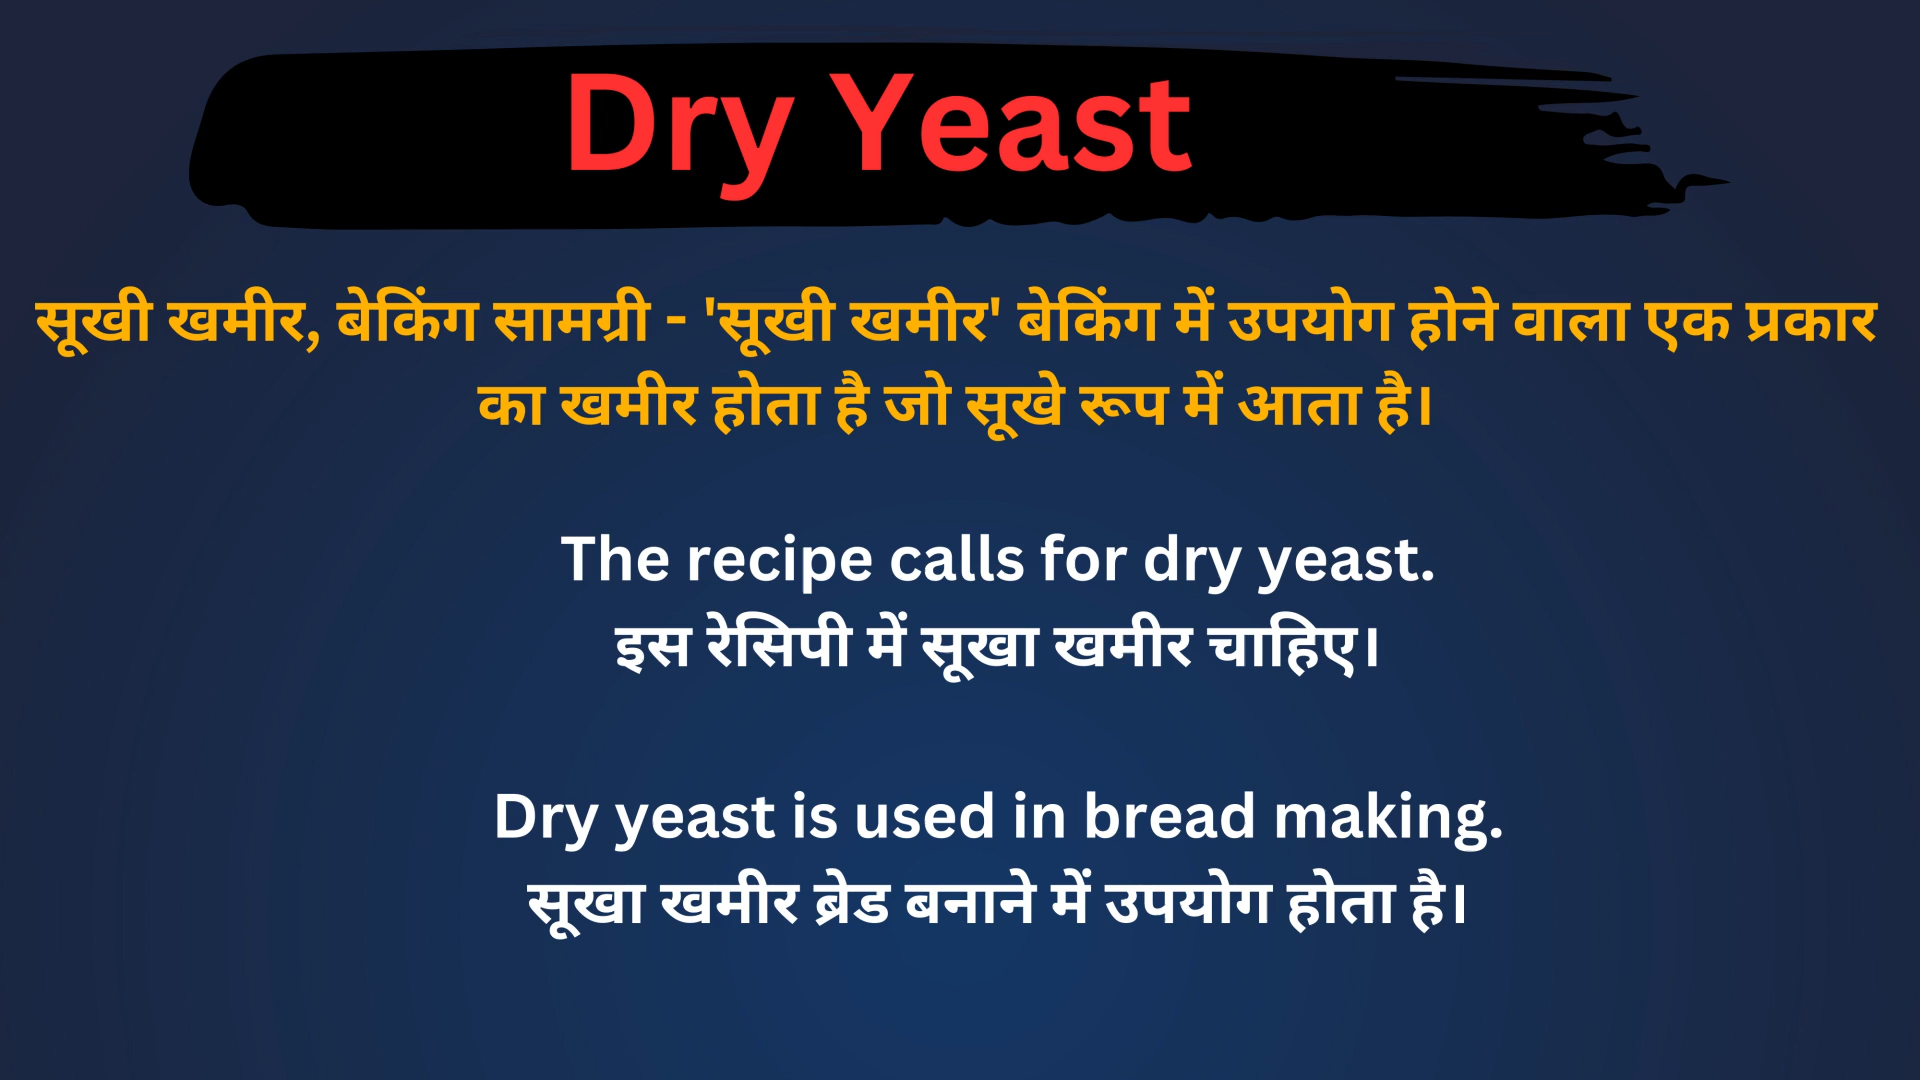 Dry Yeast
सूखी खमीर, बेकिंग सामग्री - 'सूखी खमीर' बेकिंग में उपयोग होने वाला एक प्रकार
का खमीर होता है जो सूखे रूप में आता है।
The recipe calls for dry yeast.
इस रेसिपी में सूखा खमीर चाहिए।
Dry yeast is used in bread making.
सूखा खमीर ब्रेड बनाने में उपयोग होता है।